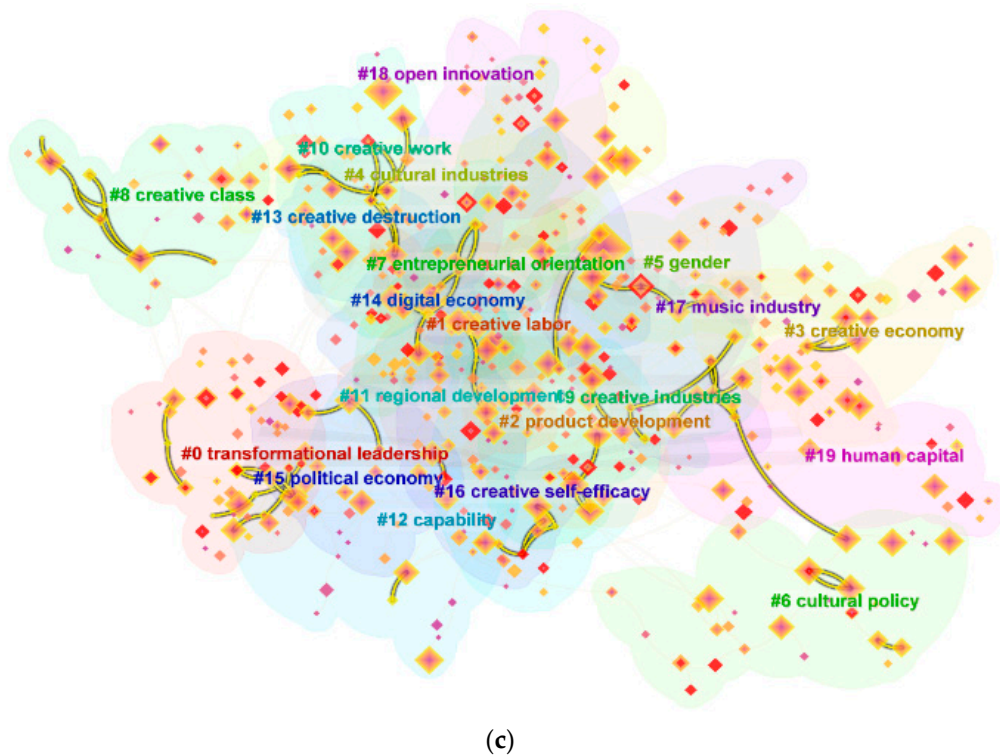 #18 open innovation
#10 creative work
#4 cultural industries
#8 creative class
#13 creative destruction
#7 entrepreneurial orientation
#5 gender
#14 digital economy
#17 music industry
#1 creative labor
#3 creative economy
#11 regional development
#9 creative industries
#2 product development
#0 transformational leadership
#19 human capital
#15 political economy
#16 creative self-efficacy
#12 capability
#6 cultural policy
(c)